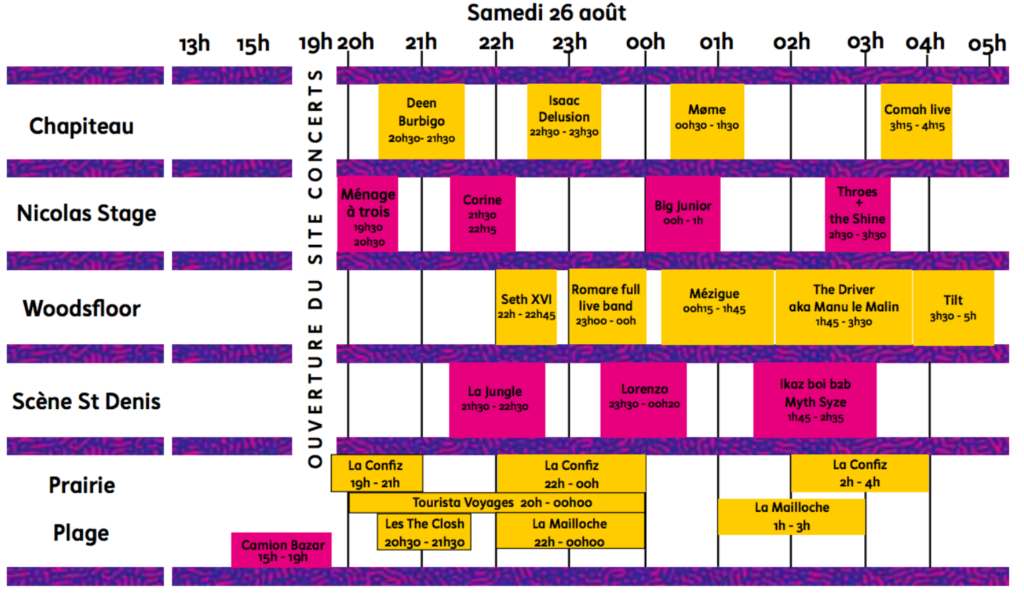 Samedi 26 août
13h 15h 19h 20h 21h 22h 23h 00h 01h 02h 03h 04h 05h
OUVERTURE DU SITE CONCERTS
Chapiteau
Deen
Burbigo
20h30- 21h30
Isaac
Delusion
22h30 - 23h30
Møme
00h30 - 1h30
Comah live
3h15 - 4h15
Nicolas Stage
Ménage
à trois
19h30
20h30
Corine
21h30
22h15
Big Junior
00h - 1h
Throes
+
the Shine
2h30 - 3h30
Woodsfloor
Seth XVI
22h - 22h45
Romare full
live band
23h00 - 00h
Mézigue
00h15 - 1h45
The Driver
aka Manu le Malin
1h45 - 3h30
Tilt
3h30 - 5h
Scène St Denis
La Jungle
21h30 - 22h30
Lorenzo
23h30 - 00h20
Ikaz boi b2b
Myth Syze
1h45 - 2h35
Prairie
La Confiz
19h - 21h
La Confiz
22h - 00h
La Confiz
2h - 4h
Tourista Voyages 20h - 00h00
La Mailloche
1h - 3h
Plage
Les The Closh
20h30 - 21h30
La Mailloche
22h - 00h00
Camion Bazar
15h - 19h